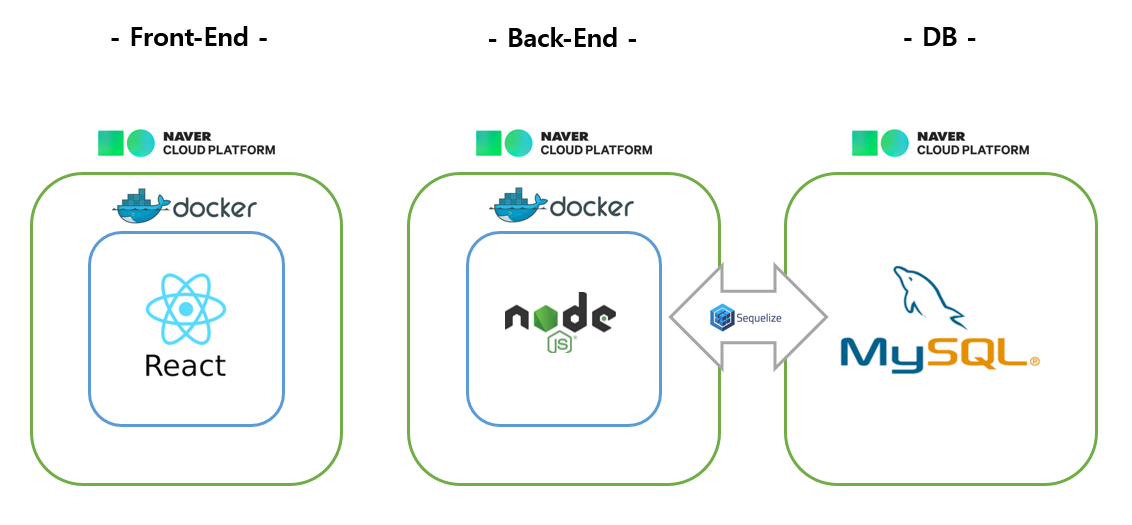 - Front-End -
- Back-End -
- DB -
NAVER
CLOUD PLATFORM
NAVER
CLOUD PLATFORM
NAVER
CLOUD PLATFORM
docker
docker
React
node
JS
Sequelize
MySQL®